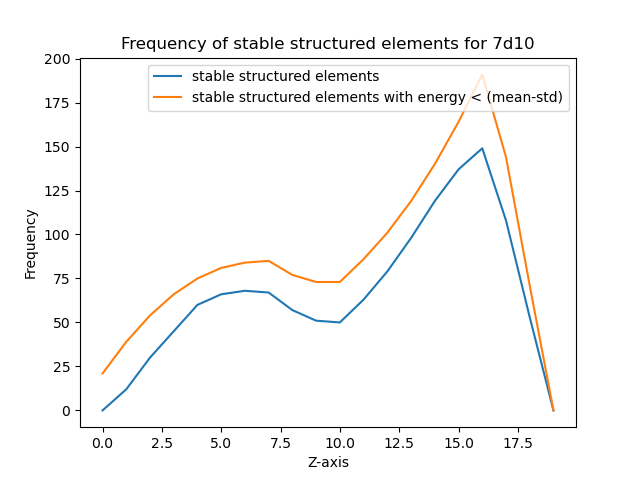 Frequency of stable structured elements for 7d10
stable structured elements
stable structured elements with energy < (mean-std)
200
175
150
125
100
75
50
25
0
Frequency
0.0 2.5 5.0 7.5 10.0 12.5 15.0 17.5
Z-axis